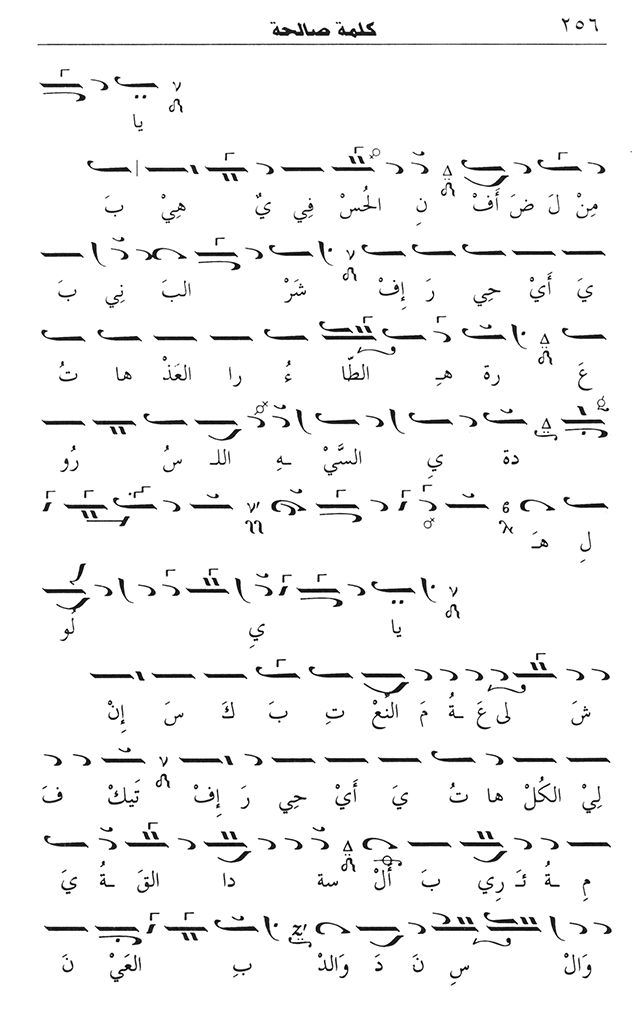 ٢٥٦ كلمة صالحة
يا
بَ هِيْ يٌ فِي الحُسْ نِ أَفْ ضَ لَ مِنْ
بَ نِي البَ شَرْ إِفْ رَ حِي أَيْ يَ
تُ ها العَذْ را ءُ الطّا هِـ رة عَ
رُو سُ اللـ ـهِ السَّيْ يِ دة
هَـ لِ
لُو يِ يا
إِنْ سَ كَ بَ تِ النُعْ مَ ـةُ عَ لى شَ
فَ تَيكْ إِفْ رَ حِي أَيْ يَ تُ ها الكُلْ لِيْ
يَ ـةُ القَ دا سة أُلْ بَ رِي ئَـ ـةُ مِ
نَ العَيْ بِ وَالدْ دَ نَ سِ وَالْ